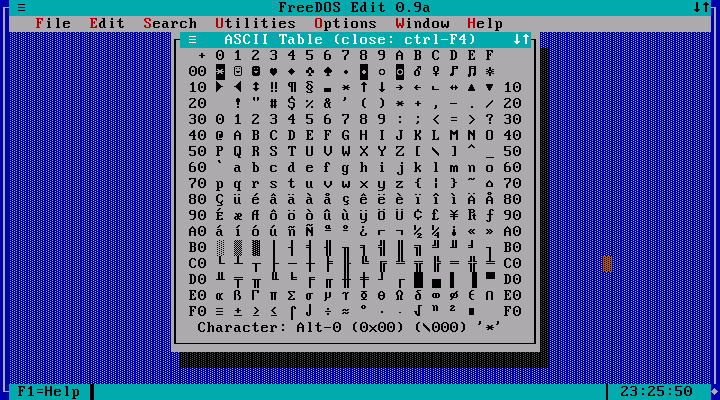 ≡ FreeDOS Edit 0.9a ↓↑
File Edit Search Utilities Options Window Help
≡ ASCII Table (close: ctrl-F4) ↓↑
+ 0 1 2 3 4 5 6 7 8 9 A B C D E F
00 * ☺ ☻ ♥ ♦ ♣ ♠ • ◘ ○ ◙ ♂ ♀ ♪ ♫ ☼
10 ► ◄ ↕ ‼ ¶ § ▬ ↨ ↑ ↓ → ← ∟ ↔ ▲ ▼ 10
20 ! " # $ % & ' ( ) * + , - . / 20
30 0 1 2 3 4 5 6 7 8 9 : ; < = > ? 30
40 @ A B C D E F G H I J K L M N O 40
50 P Q R S T U V W X Y Z [ \ ] ^ _ 50
60 ` a b c d e f g h i j k l m n o 60
70 p q r s t u v w x y z { | } ~ ⌂ 70
80 Ç ü é â ä à å ç ê ë è ï î ì Ä Å 80
90 É æ Æ ô ö ò û ù ÿ Ö Ü ¢ £ ¥ ₧ ƒ 90
A0 á í ó ú ñ Ñ ª º ¿ ⌐ ¬ ½ ¼ ¡ « » A0
B0 ░ ▒ ▓ │ ┤ ╡ ╢ ╖ ╕ ╣ ║ ╗ ╝ ╜ ╛ ┐ B0
C0 └ ┴ ┬ ├ ─ ┼ ╞ ╟ ╚ ╔ ╩ ╦ ╠ ═ ╬ ╧ C0
D0 ╨ ╤ ╥ ╙ ╘ ╒ ╓ ╫ ╪ ┘ ┌ █ ▄ ▌ ▐ ▀ D0
E0 α ß Γ π Σ σ µ τ Φ Θ Ω δ ∞ φ ε ∩ E0
F0 ≡ ± ≥ ≤ ⌠ ⌡ ÷ ≈ ° ∙ · √ ⁿ ² ■ F0
Character: Alt-0 (0x00) (\000) '*'
F1=Help 23:25:50